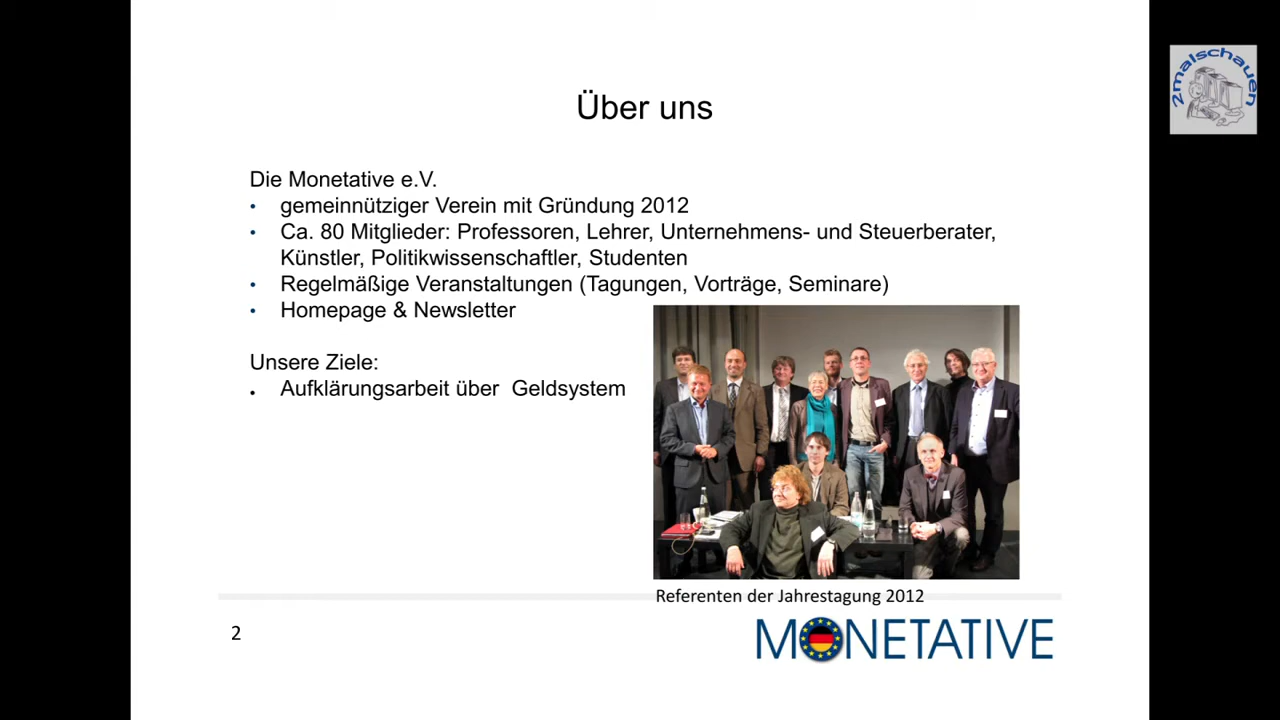 2malschauen
Über uns
Die Monetative e.V.
• gemeinnütziger Verein mit Gründung 2012
• Ca. 80 Mitglieder: Professoren, Lehrer, Unternehmens- und Steuerberater,
Künstler, Politikwissenschaftler, Studenten
• Regelmäßige Veranstaltungen (Tagungen, Vorträge, Seminare)
• Homepage & Newsletter
Unsere Ziele:
• Aufklärungsarbeit über Geldsystem
Referenten der Jahrestagung 2012
2
MONETATIVE